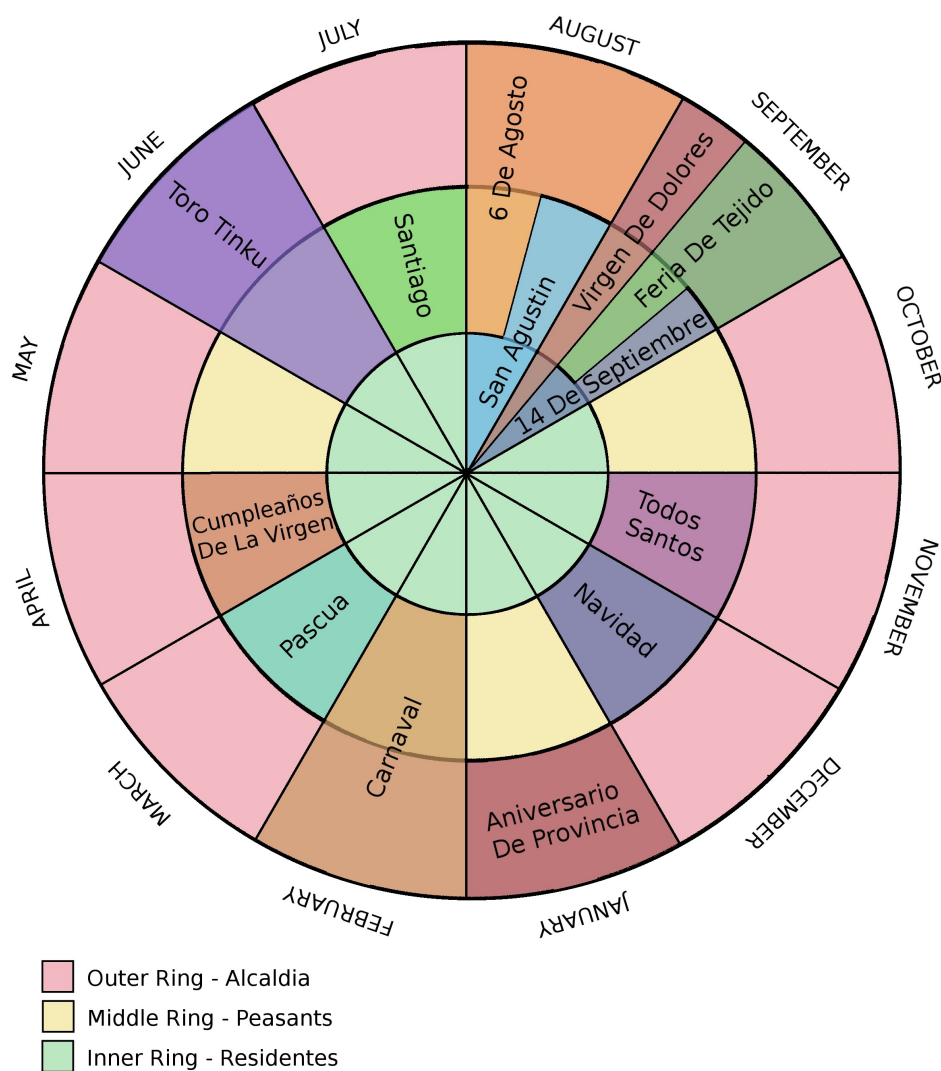 JULY
AUGUST
SEPTEMBER
OCTOBER
NOVEMBER
DECEMBER
JANUARY
FEBRUARY
MARCH
APRIL
MAY
JUNE
Toro Tinku
Santiago
6 De Agosto
San Agustin
Virgen De Dolores
Feria De Tejido
14 De Septiembre
Todos
Santos
Navidad
Aniversario
De Provincia
Carnaval
Pascua
Cumpleaños
De La Virgen
Outer Ring - Alcaldia
Middle Ring - Peasants
Inner Ring - Residentes